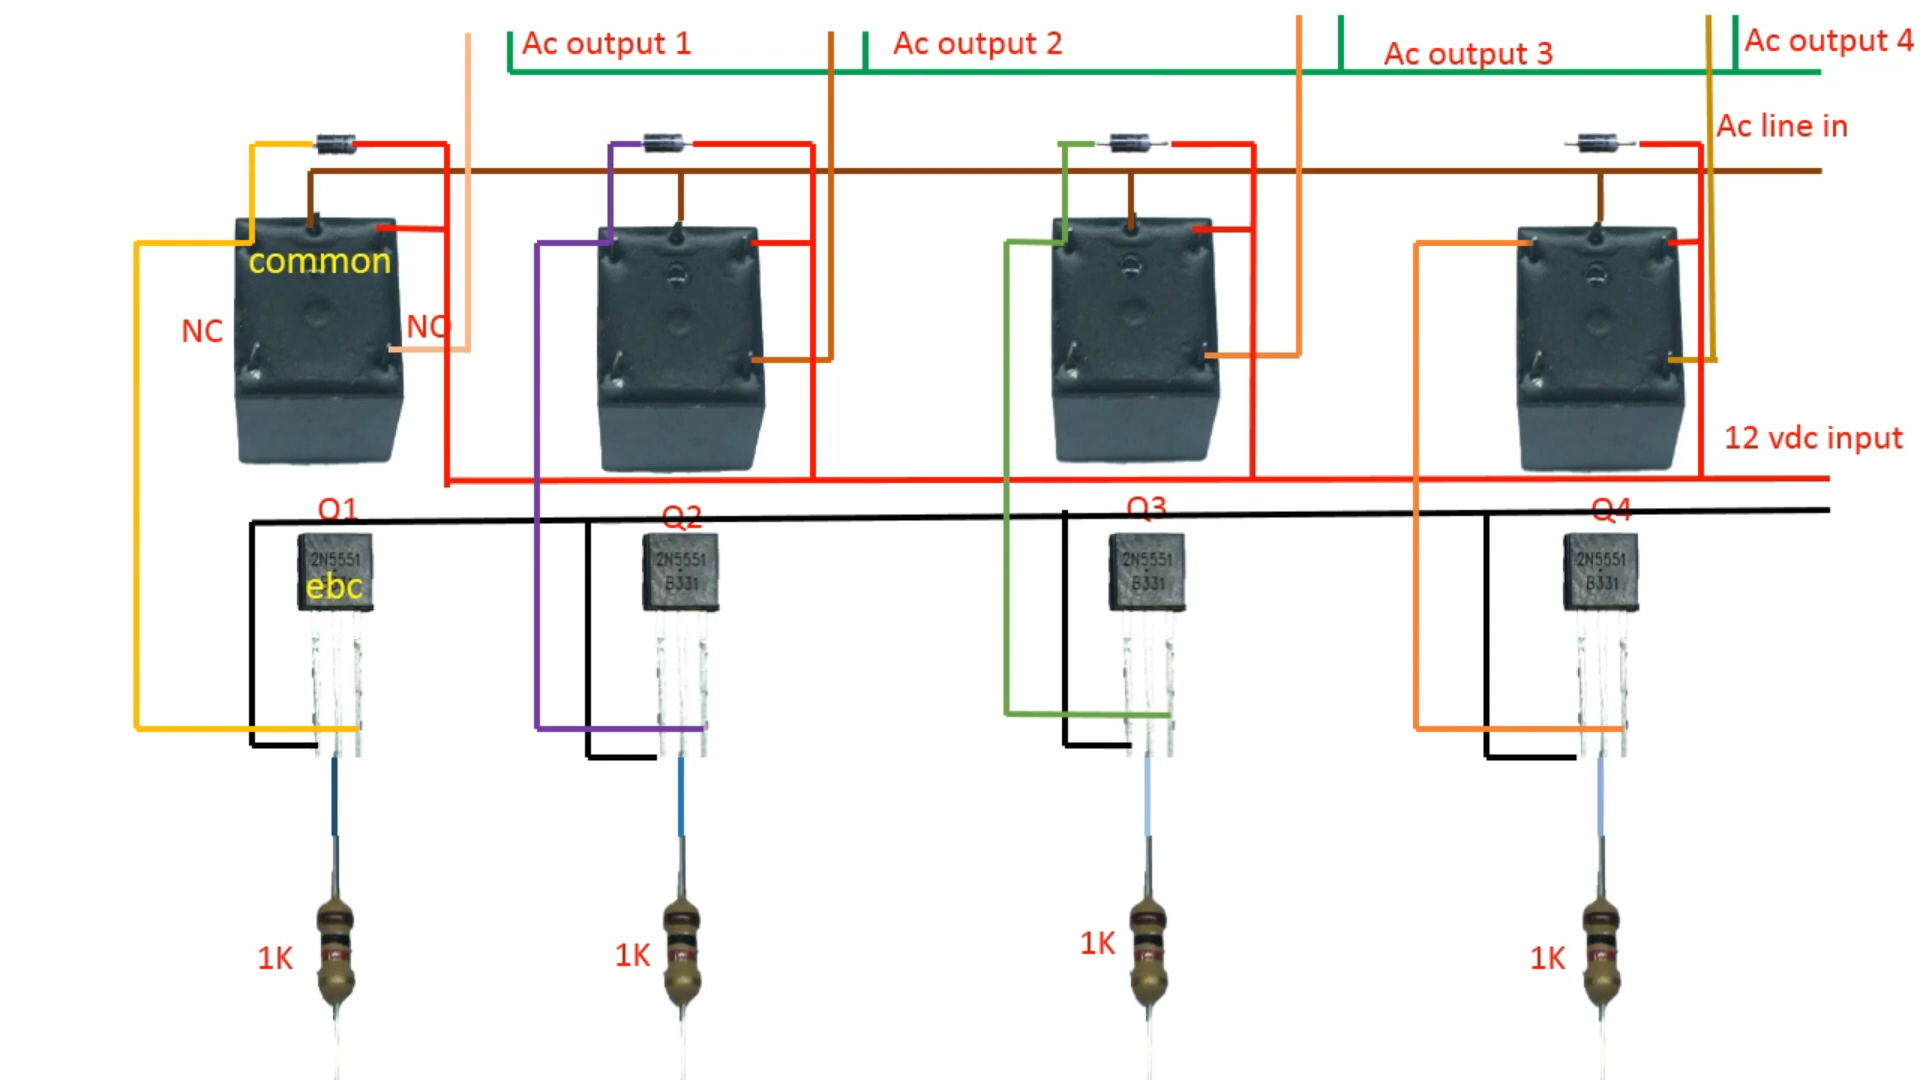 Ac output 1
Ac output 2
Ac output 3
Ac output 4
Ac line in
common
NC
NO
12 vdc input
Q1
Q2
Q3
Q4
2N5551
ebc
2N5551
B331
2N5551
B331
2N5551
B331
1K
1K
1K
1K